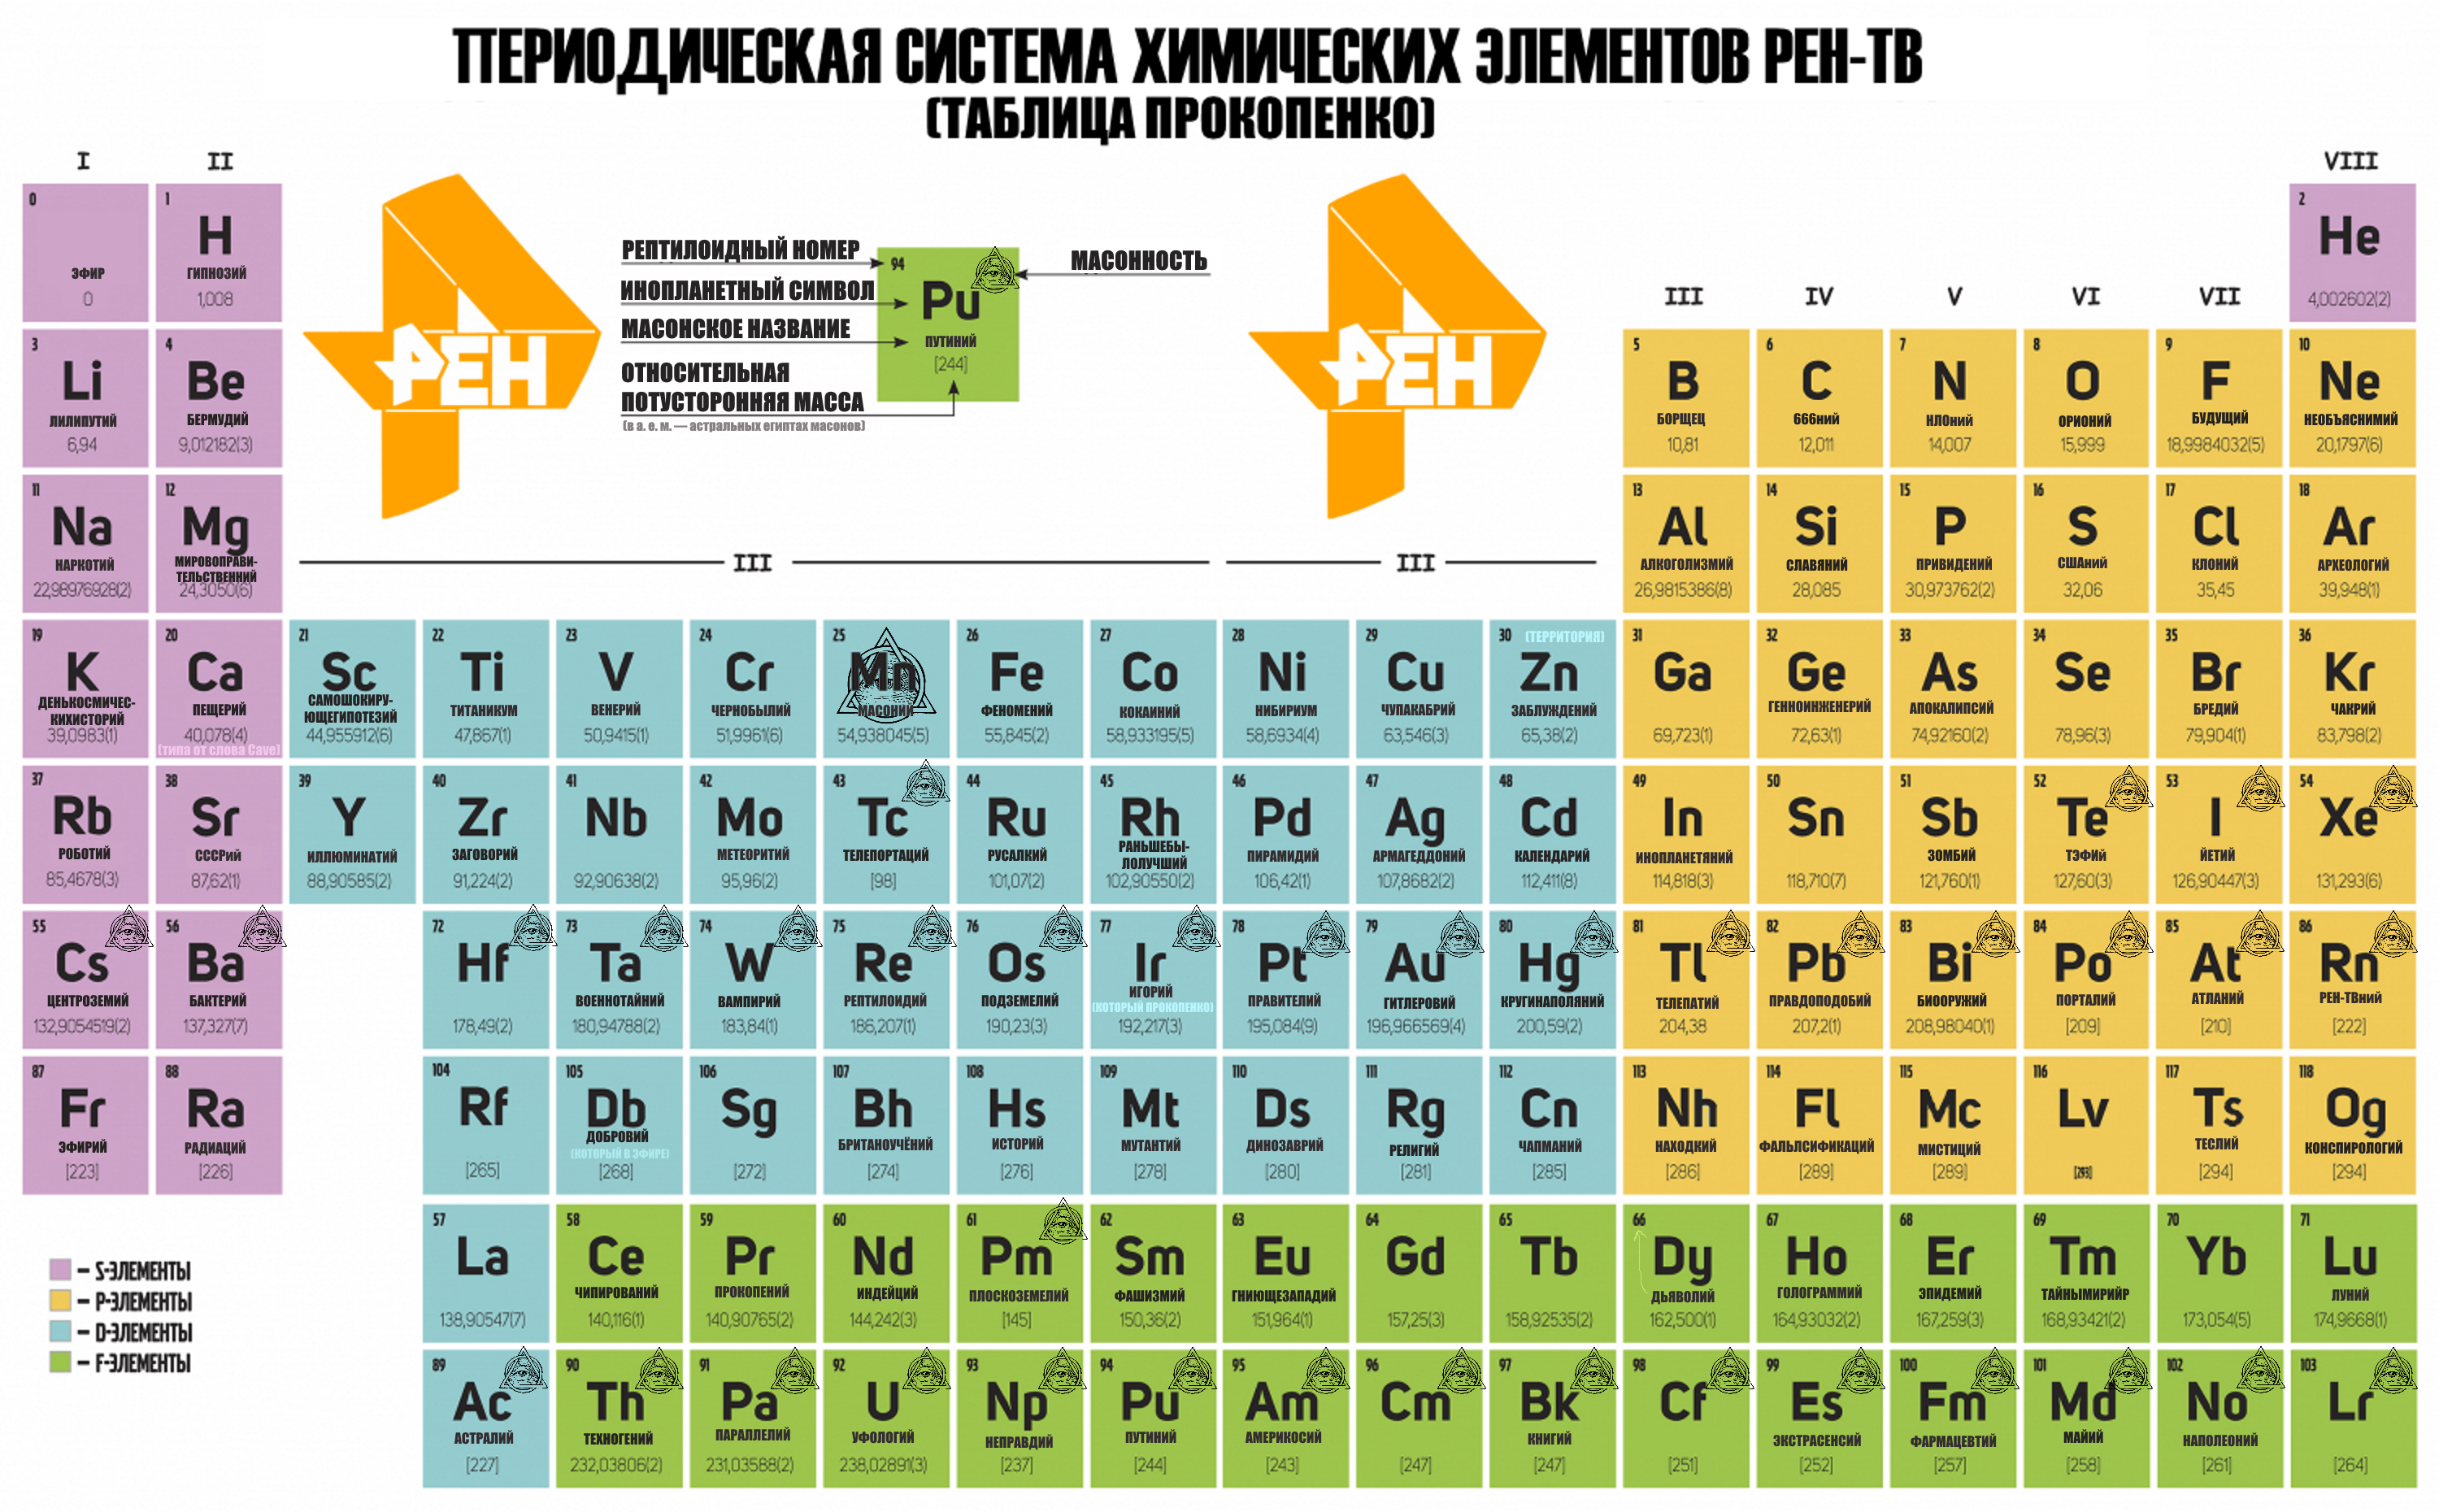 ПЕРИОДИЧЕСКАЯ СИСТЕМА ХИМИЧЕСКИХ ЭЛЕМЕНТОВ РЕН-ТВ
(ТАБЛИЦА ПРОКОПЕНКО)
I
II
VIII
0
ЭФИР
0
1
H
ГИПНОЗИЙ
1,008
РЕН
РЕПТИЛОИДНЫЙ НОМЕР
ИНОПЛАНЕТНЫЙ СИМВОЛ
МАСОНСКОЕ НАЗВАНИЕ
ОТНОСИТЕЛЬНАЯ
ПОТУСТОРОННЯЯ МАССА
(в а. е. м. — астральных египтах масонов)
94
Pu
ПУТИНИЙ
[244]
МАСОННОСТЬ
РЕН
2
He
4,002602(2)
III
IV
V
VI
VII
3
Li
ЛИЛИПУТИЙ
6,94
4
Be
БЕРМУДИЙ
9,012182(3)
5
B
БОРЩЕЦ
10,81
6
C
666ний
12,011
7
N
НЛОний
14,007
8
O
ОРИОНИЙ
15,999
9
F
БУДУЩИЙ
18,9984032(5)
10
Ne
НЕОБЪЯСНИМИЙ
20,1797(6)
11
Na
НАРКОТИЙ
22,98976928(2)
12
Mg
МИРОВОПРАВИ-
ТЕЛЬСТВЕННИЙ
24,3050(6)
III
III
13
Al
АЛКОГОЛИЗМИЙ
26,9815386(8)
14
Si
СЛАВЯНИЙ
28,085
15
P
ПРИВИДЕНИЙ
30,973762(2)
16
S
СШАний
32,06
17
Cl
КЛОНИЙ
35,45
18
Ar
АРХЕОЛОГИЙ
39,948(1)
19
K
ДЕНЬКОСМИЧЕС-
КИХИСТОРИЙ
39,0983(1)
20
Ca
ПЕЩЕРИЙ
40,078(4)
(типа от слова Cave)
21
Sc
САМОШОКИРУ-
ЮЩЕГИПОТЕЗИЙ
44,955912(6)
22
Ti
ТИТАНИКУМ
47,867(1)
23
V
ВЕНЕРИЙ
50,9415(1)
24
Cr
ЧЕРНОБЫЛИЙ
51,9961(6)
25
Mn
МАСОНИЙ
54,938045(5)
26
Fe
ФЕНОМЕНИЙ
55,845(2)
27
Co
КОКАИНИЙ
58,933195(5)
28
Ni
НИБИРИУМ
58,6934(4)
29
Cu
ЧУПАКАБРИЙ
63,546(3)
30 (ТЕРРИТОРИЯ)
Zn
ЗАБЛУЖДЕНИЙ
65,38(2)
31
Ga
69,723(1)
32
Ge
ГЕННОИНЖЕНЕРИЙ
72,63(1)
33
As
АПОКАЛИПСИЙ
74,92160(2)
34
Se
78,96(3)
35
Br
БРЕДИЙ
79,904(1)
36
Kr
ЧАКРИЙ
83,798(2)
37
Rb
РОБОТИЙ
85,4678(3)
38
Sr
СССРий
87,62(1)
39
Y
ИЛЛЮМИНАТИЙ
88,90585(2)
40
Zr
ЗАГОВОРИЙ
91,224(2)
41
Nb
92,90638(2)
42
Mo
МЕТЕОРИТИЙ
95,96(2)
43
Tc
ТЕЛЕПОРТАЦИЙ
[98]
44
Ru
РУСАЛКИЙ
101,07(2)
45
Rh
РАНЬШЕБЫ-
ЛОЛУЧШИЙ
102,90550(2)
46
Pd
ПИРАМИДИЙ
106,42(1)
47
Ag
АРМАГЕДДОНИЙ
107,8682(2)
48
Cd
КАЛЕНДАРИЙ
112,411(8)
49
In
ИНОПЛАНЕТЯНИЙ
114,818(3)
50
Sn
118,710(7)
51
Sb
ЗОМБИЙ
121,760(1)
52
Te
ТЭФИЙ
127,60(3)
53
I
ЙЕТИЙ
126,90447(3)
54
Xe
131,293(6)
55
Cs
ЦЕНТРОЗЕМИЙ
132,9054519(2)
56
Ba
БАКТЕРИЙ
137,327(7)
72
Hf
178,49(2)
73
Ta
ВОЕННОТАЙНИЙ
180,94788(2)
74
W
ВАМПИРИЙ
183,84(1)
75
Re
РЕПТИЛОИДИЙ
186,207(1)
76
Os
ПОДЗЕМЕЛИЙ
190,23(3)
77
Ir
ИГОРИЙ
(КОТОРЫЙ ПРОКОПЕНКО)
192,217(3)
78
Pt
ПРАВИТЕЛИЙ
195,084(9)
79
Au
ГИТЛЕРОВИЙ
196,966569(4)
80
Hg
КРУГИНАПОЛЯНИЙ
200,59(2)
81
Tl
ТЕЛЕПАТИЙ
204,38
82
Pb
ПРАВДОПОДОБИЙ
207,2(1)
83
Bi
БИООРУЖИЙ
208,98040(1)
84
Po
ПОРТАЛИЙ
[209]
85
At
АТЛАНИЙ
[210]
86
Rn
РЕН-ТВний
[222]
87
Fr
ЭФИРИЙ
[223]
88
Ra
РАДИАЦИЙ
[226]
104
Rf
[265]
105
Db
ДОБРОВИЙ
(КОТОРЫЙ В ЭФИРЕ)
[268]
106
Sg
[272]
107
Bh
БРИТАНОУЧЁНИЙ
[274]
108
Hs
ИСТОРИЙ
[276]
109
Mt
МУТАНТИЙ
[278]
110
Ds
ДИНОЗАВРИЙ
[280]
111
Rg
РЕЛИГИЙ
[281]
112
Cn
ЧАПМАНИЙ
[285]
113
Nh
НАХОДКИЙ
[286]
114
Fl
ФАЛЬЛСИФИКАЦИЙ
[289]
115
Mc
МИСТИЦИЙ
[289]
116
Lv
[293]
117
Ts
ТЕСЛИЙ
[294]
118
Og
КОНСПИРОЛОГИЙ
[294]
57
La
138,90547(7)
58
Ce
ЧИПИРОВАНИЙ
140,116(1)
59
Pr
ПРОКОПЕНИЙ
140,90765(2)
60
Nd
ИНДЕЙЦИЙ
144,242(3)
61
Pm
ПЛОСКОЗЕМЕЛИЙ
[145]
62
Sm
ФАШИЗМИЙ
150,36(2)
63
Eu
ГНИЮЩЕЗАПАДИЙ
151,964(1)
64
Gd
157,25(3)
65
Tb
158,92535(2)
66
Dy
ДЬЯВОЛИЙ
162,500(1)
67
Ho
ГОЛОГРАММИЙ
164,93032(2)
68
Er
ЭПИДЕМИЙ
167,259(3)
69
Tm
ТАЙНЫМИРИЙР
168,93421(2)
70
Yb
173,054(5)
71
Lu
ЛУНИЙ
174,9668(1)
– S-ЭЛЕМЕНТЫ
– P-ЭЛЕМЕНТЫ
– D-ЭЛЕМЕНТЫ
– F-ЭЛЕМЕНТЫ
89
Ac
АСТРАЛИЙ
[227]
90
Th
ТЕХНОГЕНИЙ
232,03806(2)
91
Pa
ПАРАЛЛЕЛИЙ
231,03588(2)
92
U
УФОЛОГИЙ
238,02891(3)
93
Np
НЕПРАВДИЙ
[237]
94
Pu
ПУТИНИЙ
[244]
95
Am
АМЕРИКОСИЙ
[243]
96
Cm
[247]
97
Bk
КНИГИЙ
[247]
98
Cf
[251]
99
Es
ЭКСТРАСЕНСИЙ
[252]
100
Fm
ФАРМАЦЕВТИЙ
[257]
101
Md
МАЙИЙ
[258]
102
No
НАПОЛЕОНИЙ
[261]
103
Lr
[264]